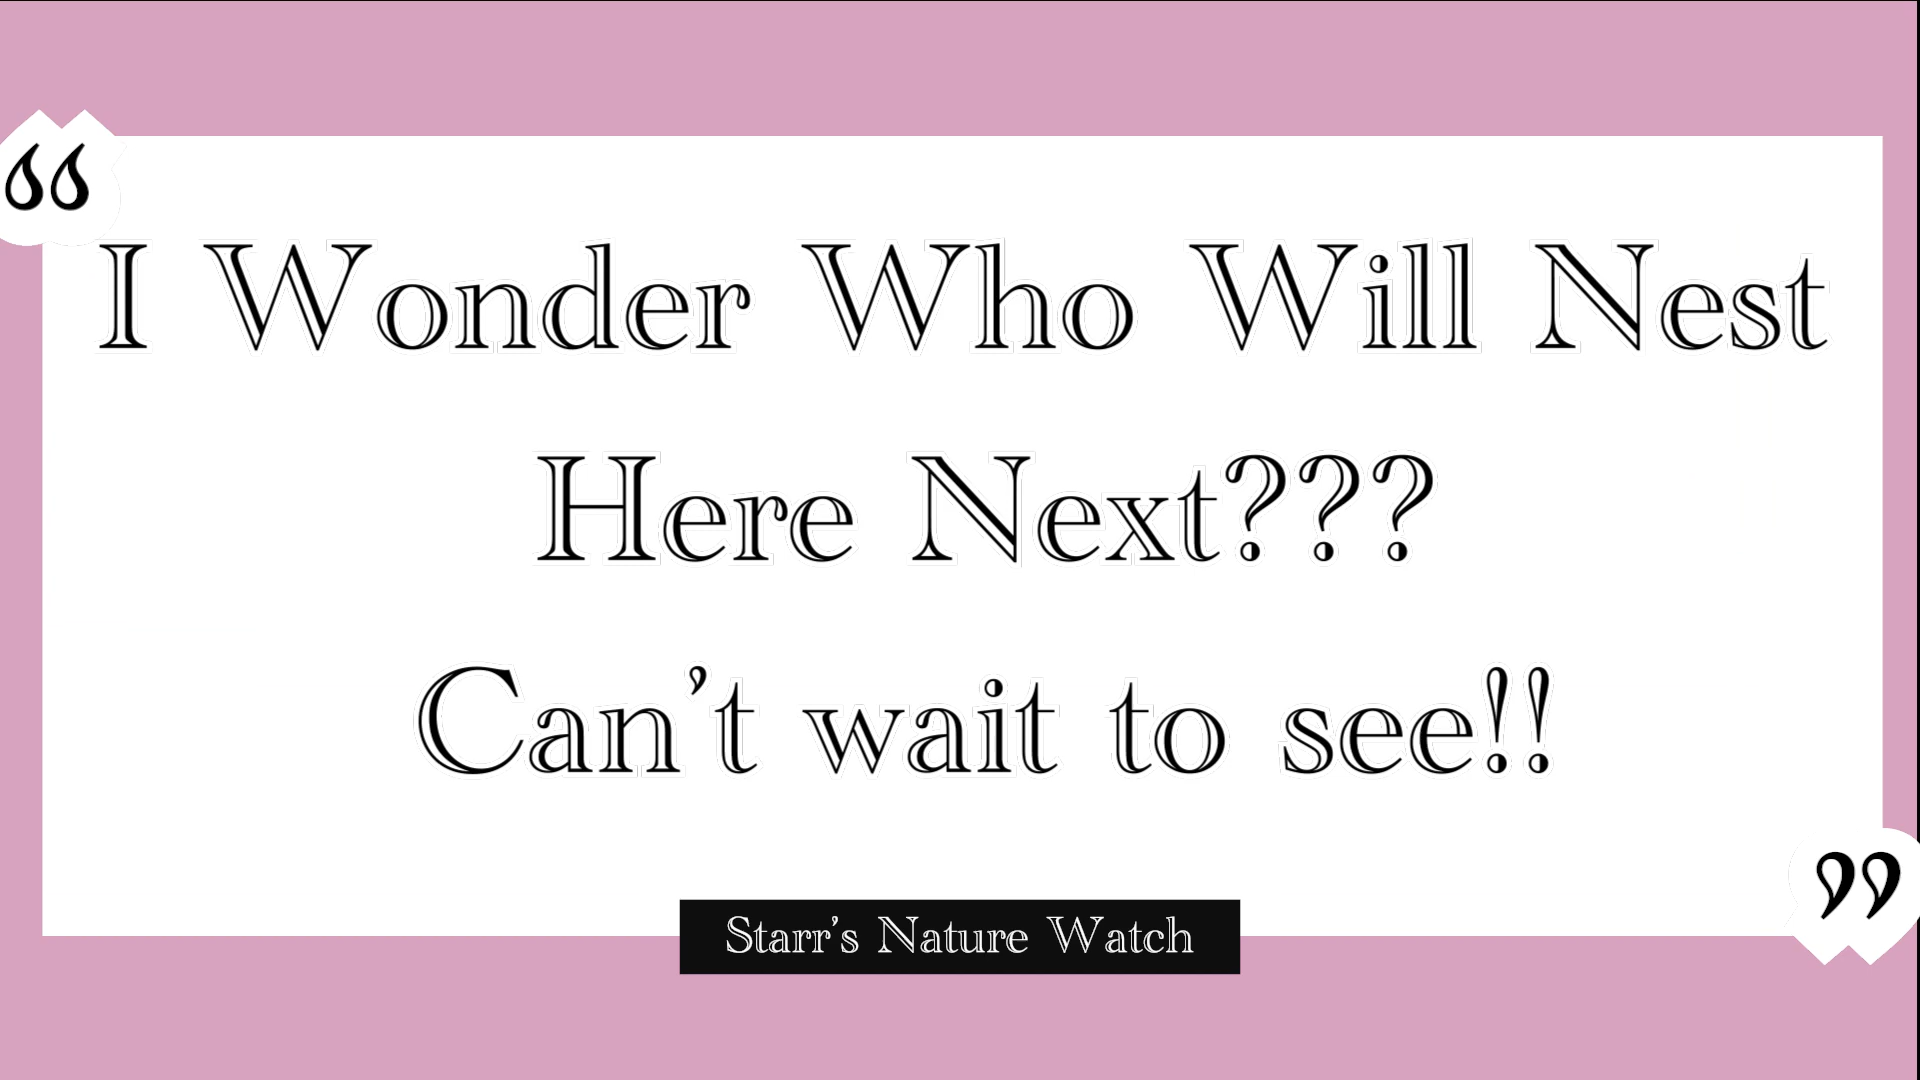 “
I Wonder Who Will Nest
Here Next???
Can’t wait to see!!
”
Starr’s Nature Watch